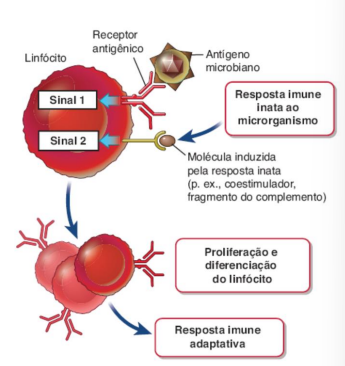 Receptor
antigênico
Linfócito
Antígeno
microbiano
Sinal 1
Resposta imune
inata ao
microrganismo
Sinal 2
Molécula induzida
pela resposta inata
(p. ex., coestimulador,
fragmento do complemento)
Proliferação e
diferenciação
do linfócito
Resposta imune
adaptativa